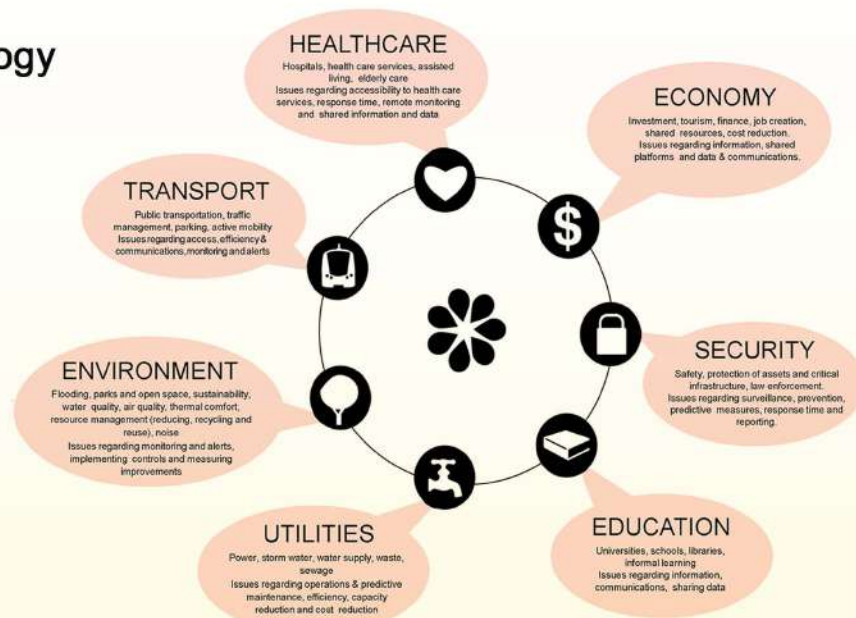 ogy
HEALTHCARE
Hospitals, health care services, assisted
living, elderly care
Issues regarding accessibility to health care
services, response time, remote monitoring
and shared information and data
ECONOMY
Investment, tourism, finance, job creation,
shared resources, cost reduction.
Issues regarding information, shared
platforms and data & communications.
TRANSPORT
Public transportation, traffic
management, parking, active mobility
Issues regarding access, efficiency &
communications, monitoring and alerts
$
SECURITY
Safety, protection of assets and critical
infrastructure, law enforcement.
Issues regarding surveillance, prevention,
predictive measures, response time and
reporting.
ENVIRONMENT
Flooding, parks and open space, sustainability,
water quality, air quality, thermal comfort,
resource management (reducing, recycling and
reuse), noise
Issues regarding monitoring and alerts,
implementing controls and measuring
improvements
UTILITIES
Power, storm water, water supply, waste,
sewage
Issues regarding operations & predictive
maintenance, efficiency, capacity
reduction and cost reduction
EDUCATION
Universities, schools, libraries,
informal learning
Issues regarding information,
communications, sharing data